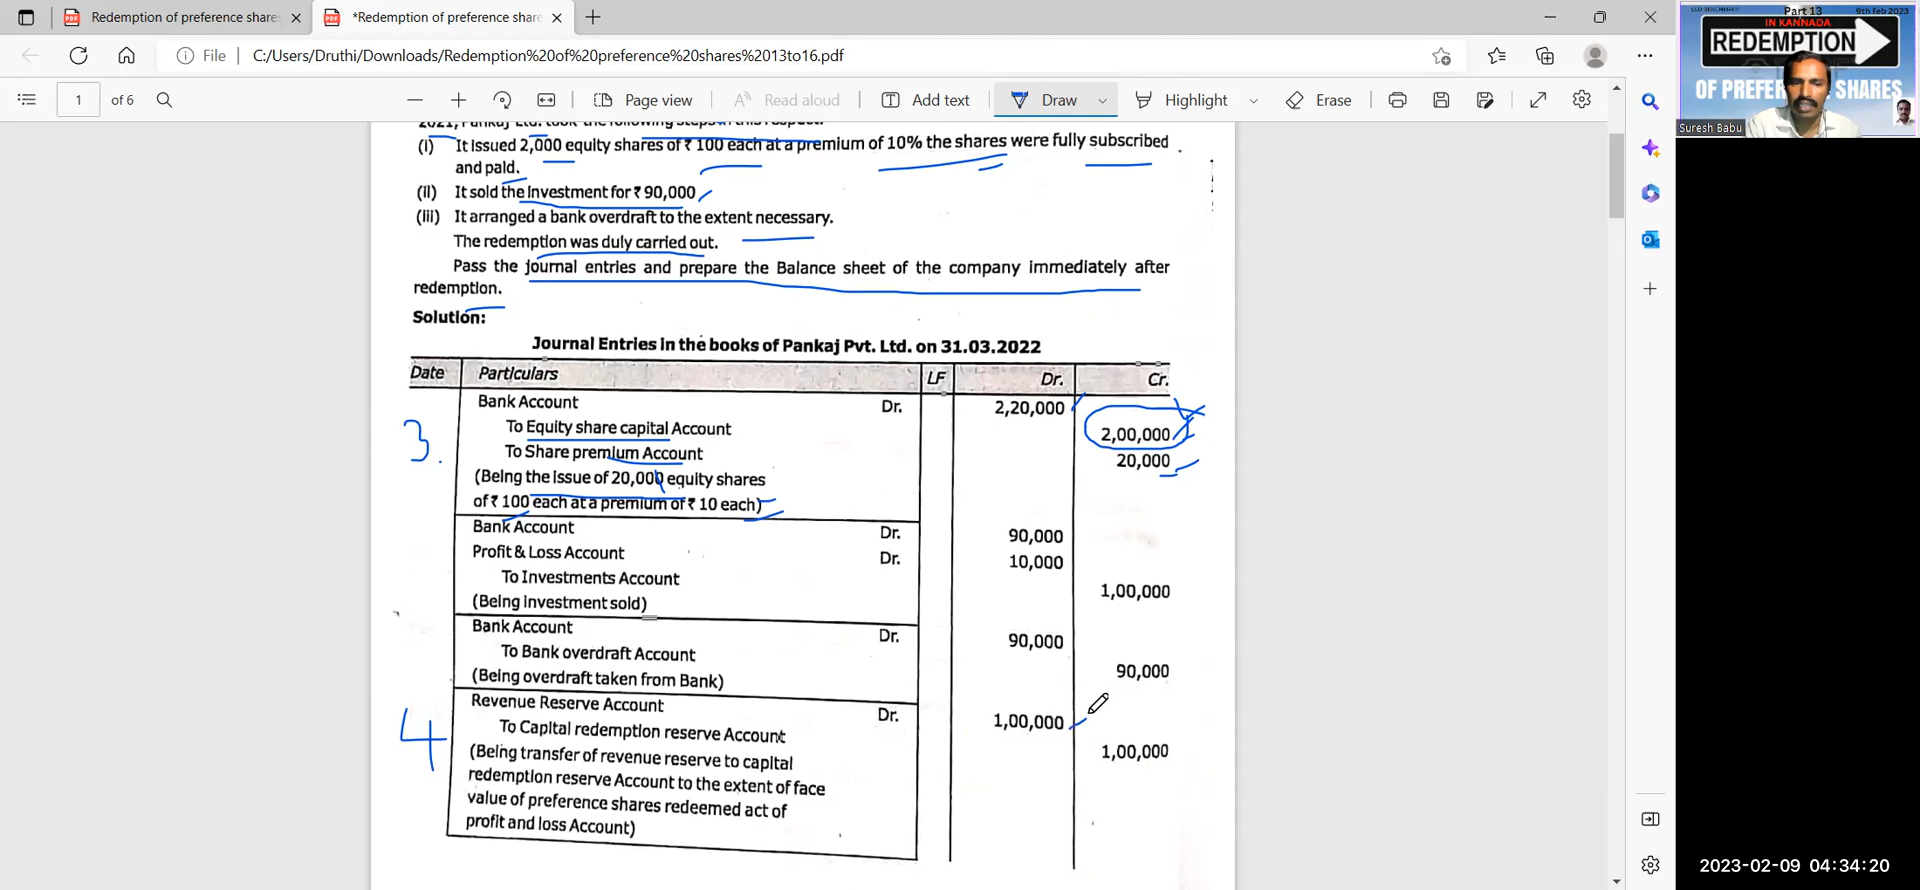 Redemption of preference share
*Redemption of preference share
File
C:/Users/Druthi/Downloads/Redemption%20of%20preference%20shares%2013to16.pdf
1 of 6
Page view
Read aloud
Add text
Draw
Highlight
Erase
2021, Pankaj Ltd. took the following steps in this respect.
(i) It issued 2,000 equity shares of ₹ 100 each at a premium of 10% the shares were fully subscribed
and paid.
(ii) It sold the investment for ₹ 90,000
(iii) It arranged a bank overdraft to the extent necessary.
The redemption was duly carried out.
Pass the journal entries and prepare the Balance sheet of the company immediately after
redemption.
Solution:
Journal Entries in the books of Pankaj Pvt. Ltd. on 31.03.2022
Date Particulars LF Dr. Cr.
Bank Account Dr. 2,20,000
To Equity share capital Account 2,00,000
3.
To Share premium Account 20,000
(Being the issue of 20,000 equity shares
of ₹ 100 each at a premium of ₹ 10 each)
Bank Account Dr. 90,000
Profit & Loss Account Dr. 10,000
To Investments Account 1,00,000
(Being investment sold)
Bank Account Dr. 90,000
To Bank overdraft Account 90,000
(Being overdraft taken from Bank)
Revenue Reserve Account Dr. 1,00,000
4
To Capital redemption reserve Account 1,00,000
(Being transfer of revenue reserve to capital
redemption reserve Account to the extent of face
value of preference shares redeemed act of
profit and loss Account)
Part 13
9th feb 2023
IN KANNADA
REDEMPTION
OF PREFER SHARES
Suresh Babu
2023-02-09 04:34:20